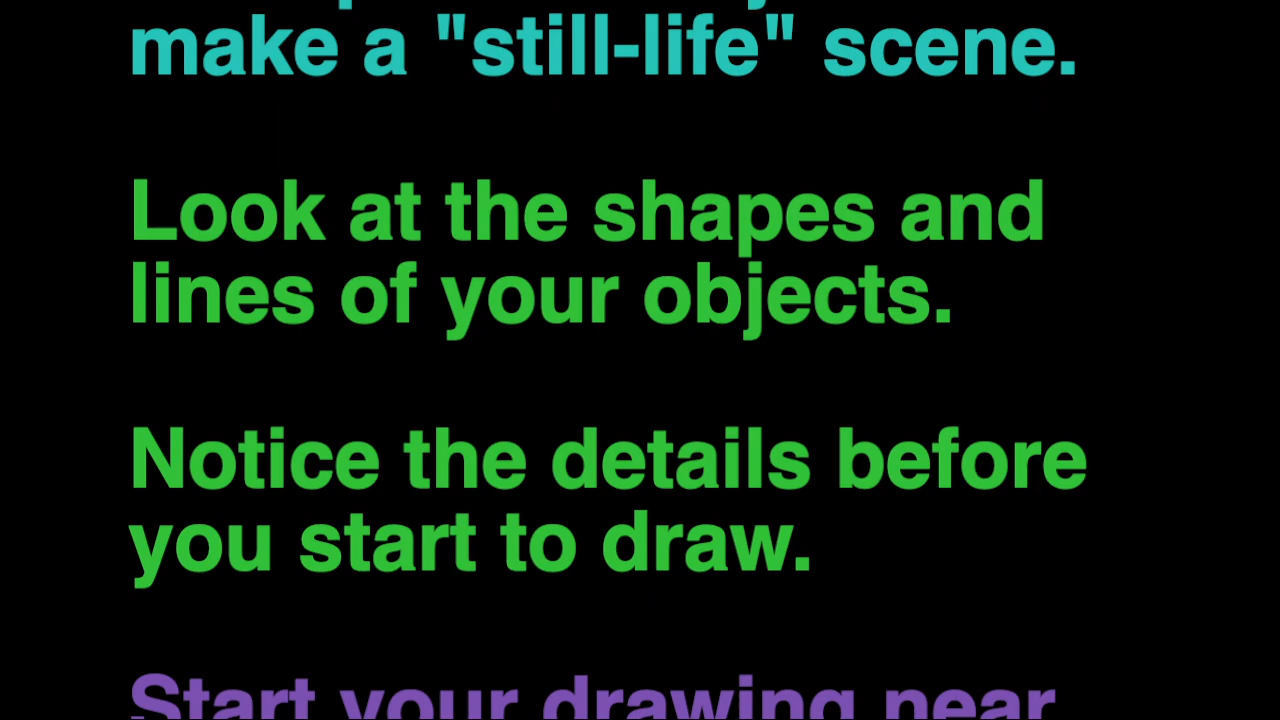 make a "still-life" scene.
Look at the shapes and
lines of your objects.
Notice the details before
you start to draw.
Start your drawing near